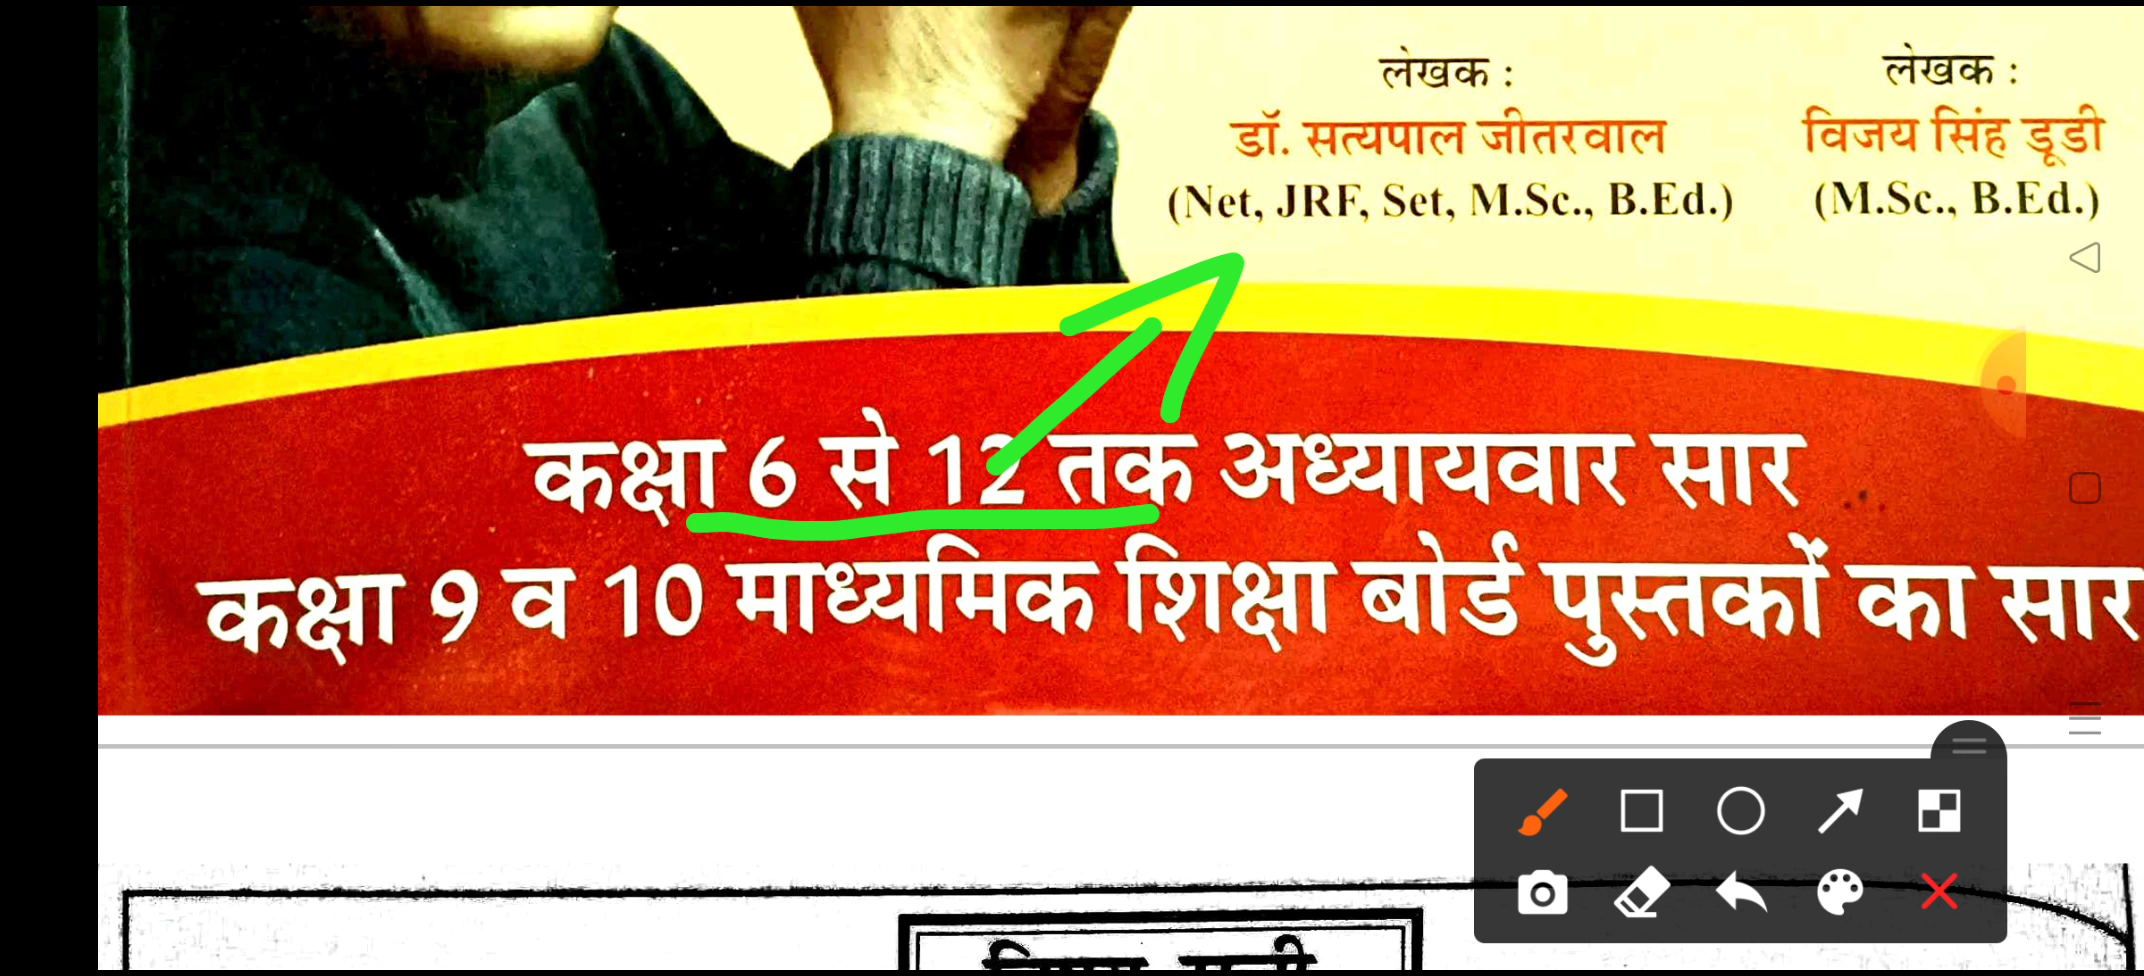 लेखक :
डॉ. सत्यपाल जीतरवाल
(Net, JRF, Set, M.Sc., B.Ed.)
लेखक :
विजय सिंह डूडी
(M.Sc., B.Ed.)
कक्षा 6 से 12 तक अध्यायवार सार
कक्षा 9 व 10 माध्यमिक शिक्षा बोर्ड पुस्तकों का सार